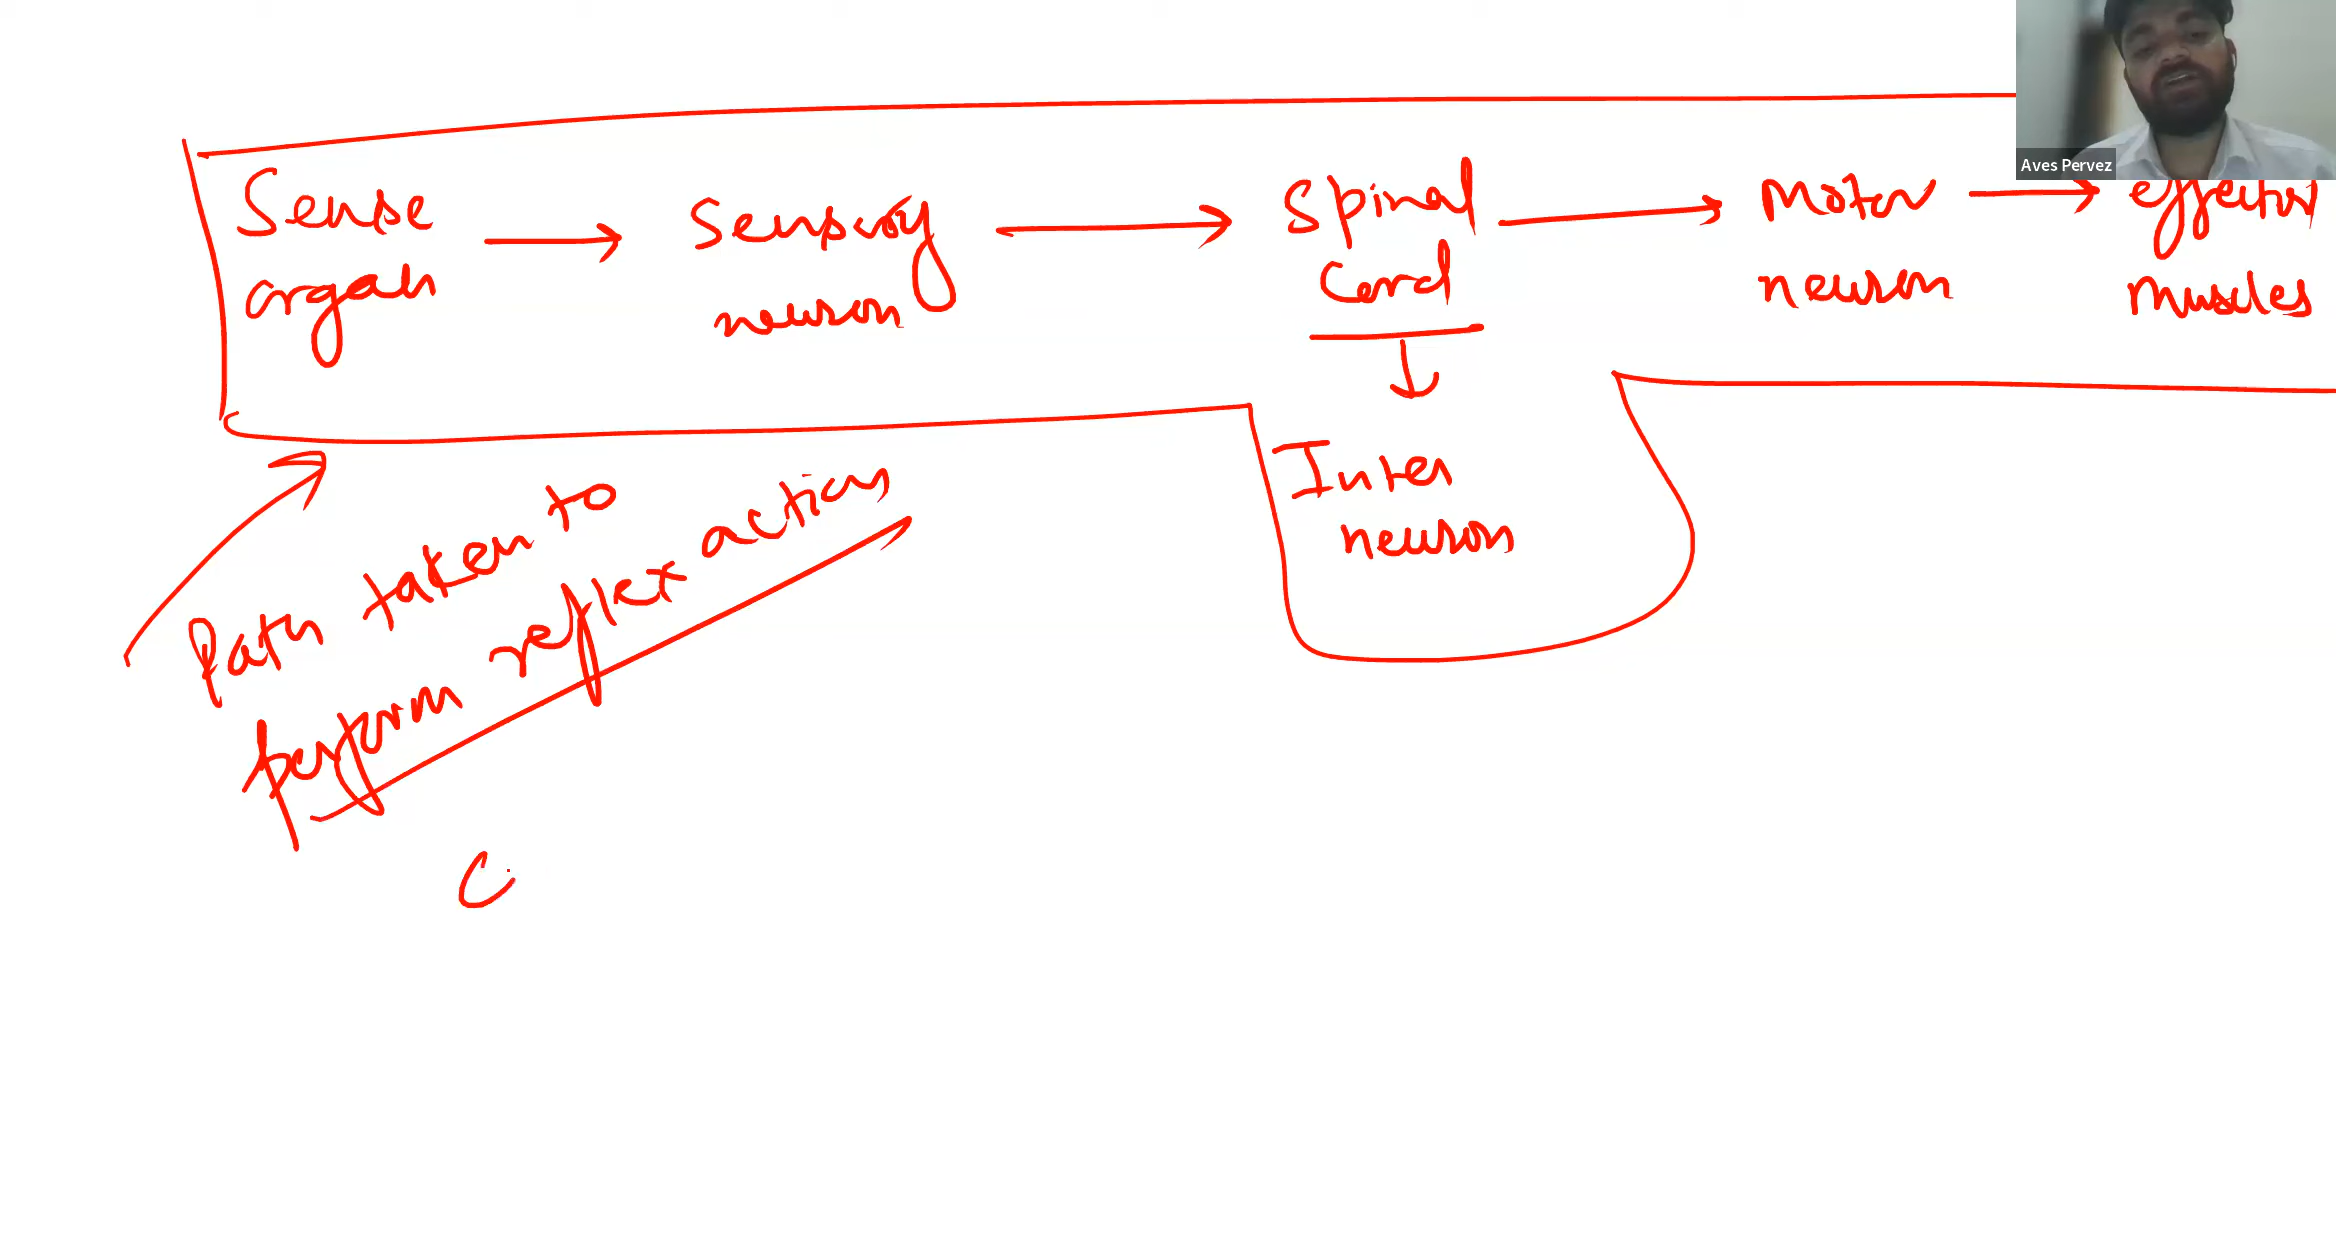 Aves Pervez
Sense → Sensory → Spinal → Motor → effector
organ neuron Cord neuron muscles
↓
Inter
neuron
Path taken to
perform reflex action
C